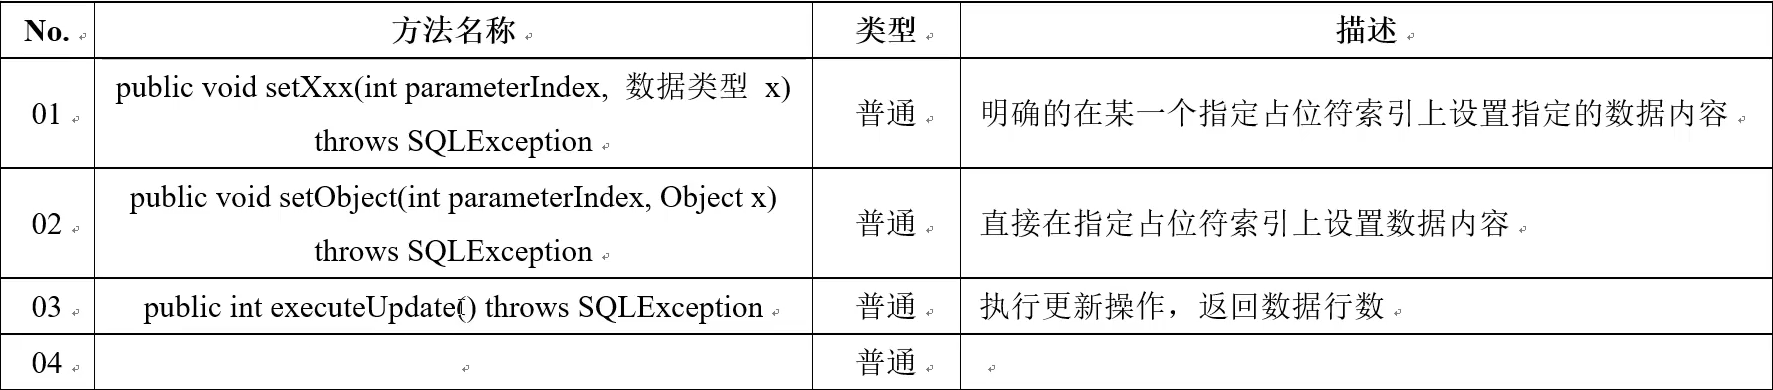 No. 方法名称 类型 描述
01 public void setXxx(int parameterIndex, 数据类型 x) throws SQLException 普通 明确的在某一个指定占位符索引上设置指定的数据内容
02 public void setObject(int parameterIndex, Object x) throws SQLException 普通 直接在指定占位符索引上设置数据内容
03 public int executeUpdate() throws SQLException 普通 执行更新操作，返回数据行数
04 普通